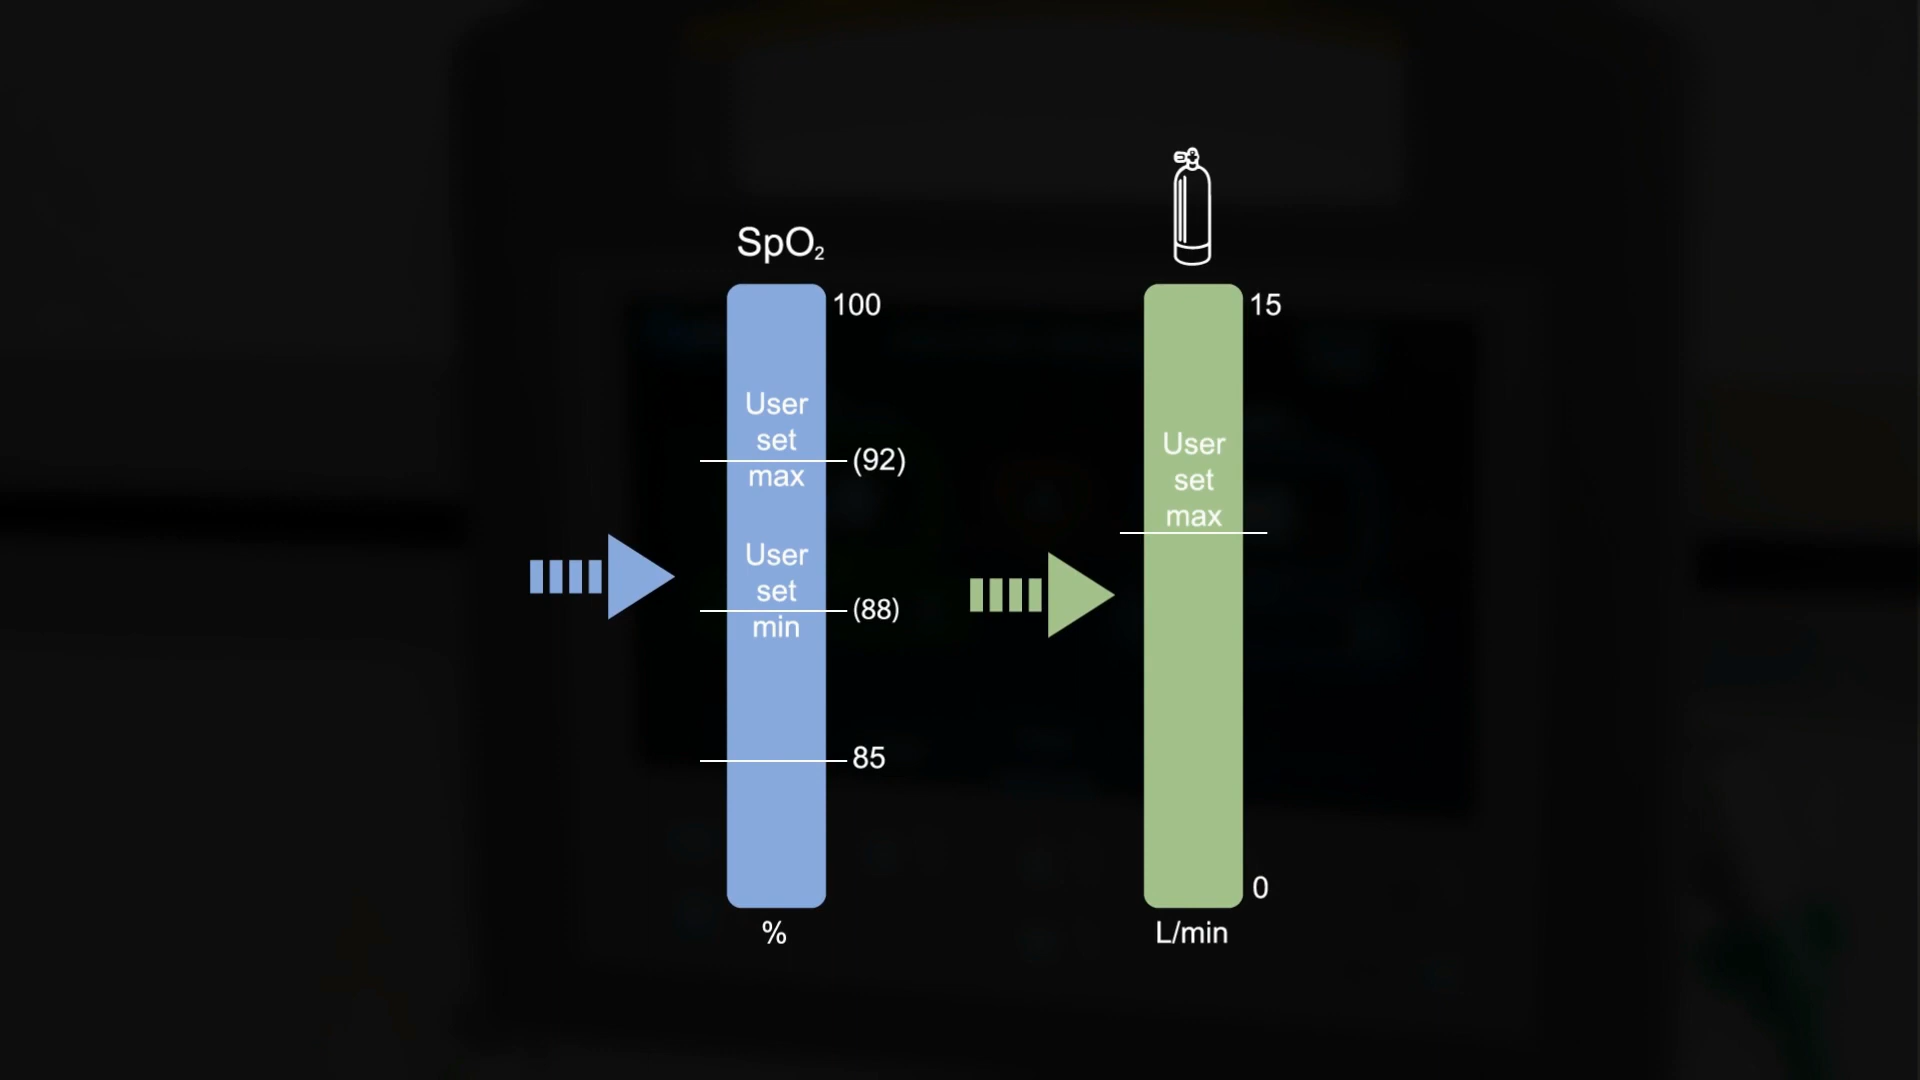 SpO₂
100
User
set
max
(92)
User
set
min
(88)
85
%
15
User
set
max
0
L/min